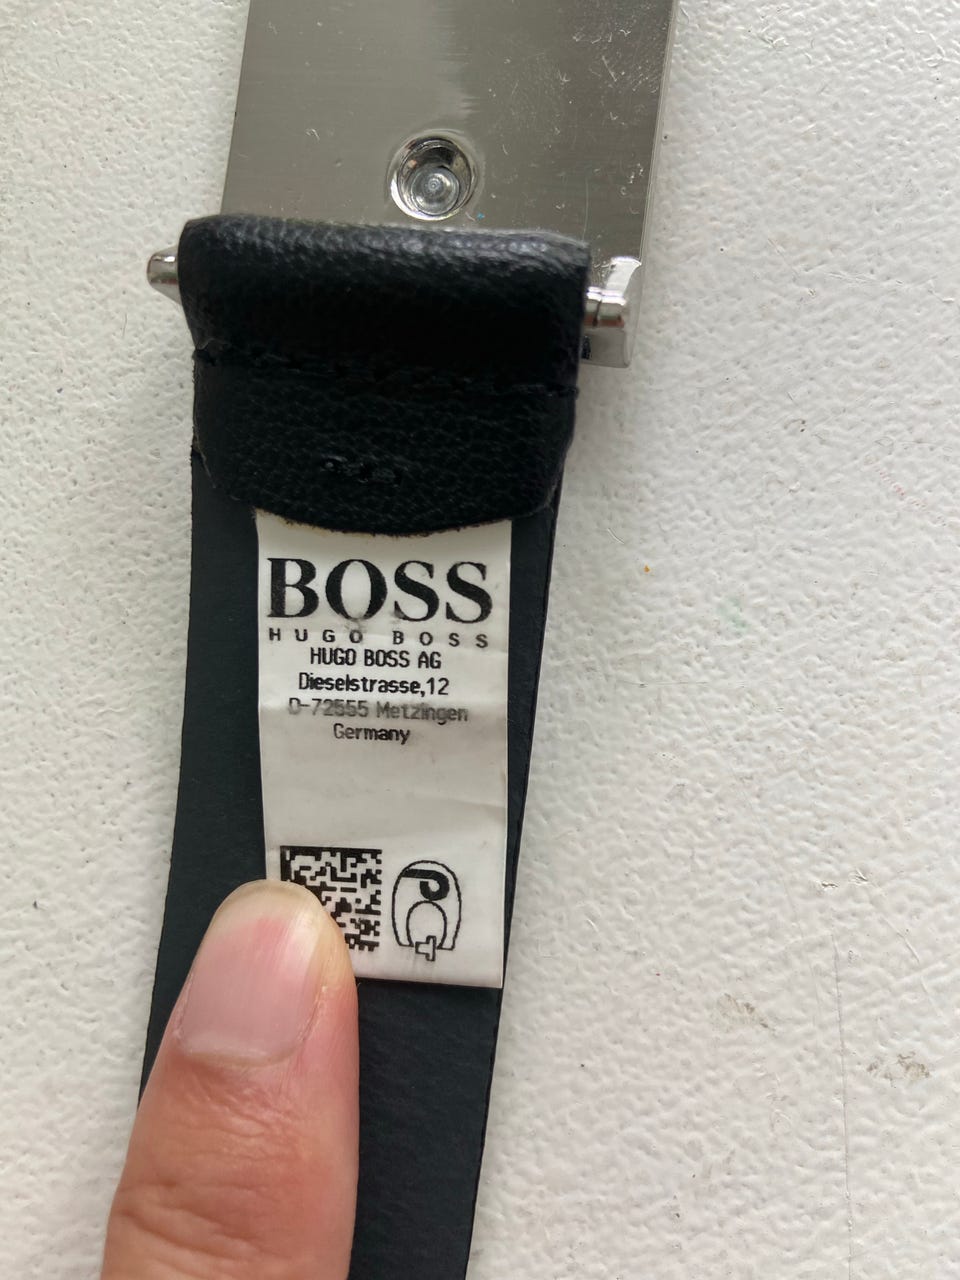 BOSS
HUGO BOSS
HUGO BOSS AG
Dieselstrasse,12
D-72555 Metzingen
Germany